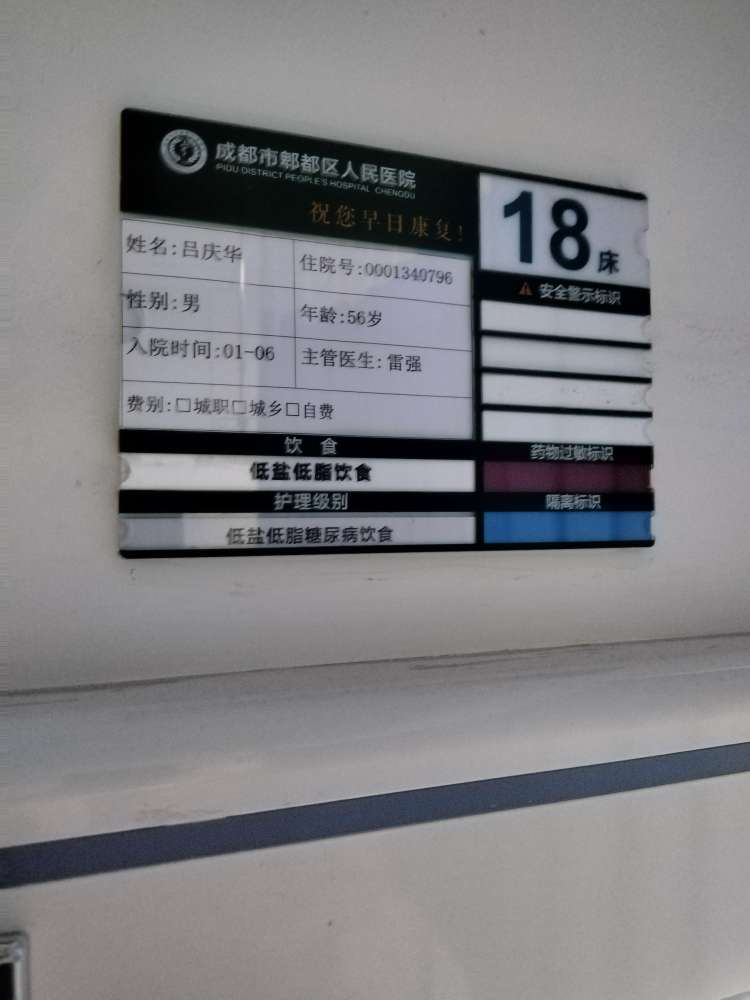 成都市郫都区人民医院
PIDU DISTRICT PEOPLE'S HOSPITAL CHENGDU
祝您早日康复!
18床
安全警示标识
姓名:吕庆华 住院号:0001340796
性别:男 年龄:56岁
入院时间:01-06 主管医生:雷强
费别:□城职□城乡□自费
饮 食
药物过敏标识
低盐低脂饮食
护理级别
隔离标识
低盐低脂糖尿病饮食